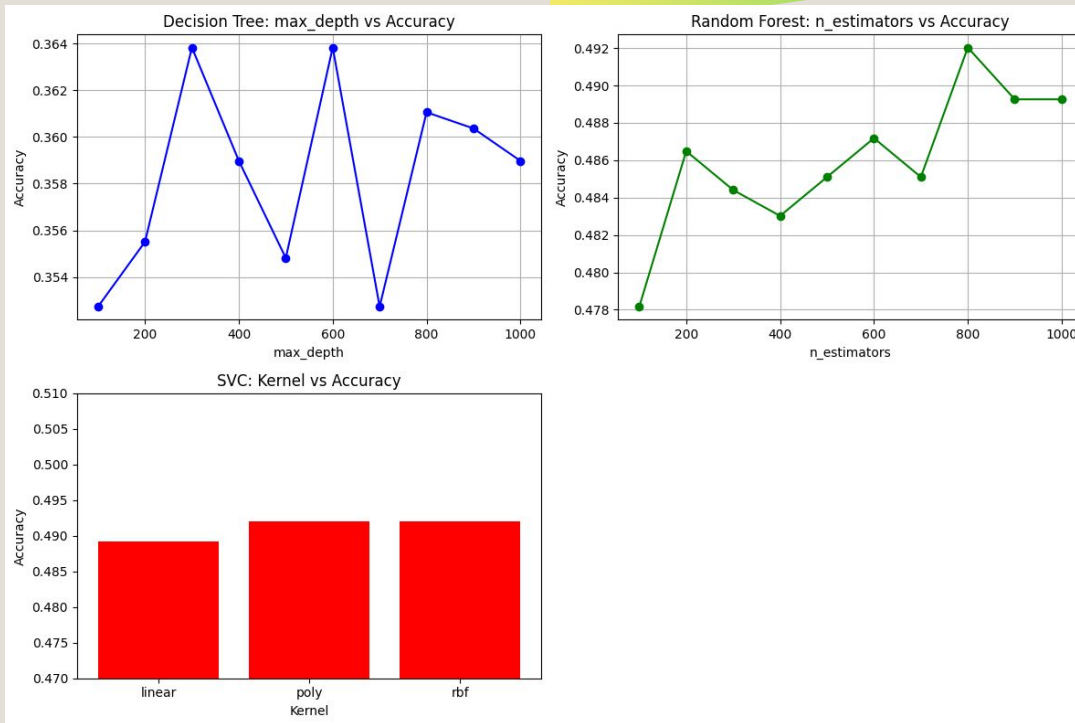 Decision Tree: max_depth vs Accuracy
0.364
0.362
0.360
0.358
0.356
0.354
Accuracy
200 400 600 800 1000
max_depth
Random Forest: n_estimators vs Accuracy
0.492
0.490
0.488
0.486
0.484
0.482
0.480
0.478
Accuracy
200 400 600 800 1000
n_estimators
SVC: Kernel vs Accuracy
0.510
0.505
0.500
0.495
0.490
0.485
0.480
0.475
0.470
Accuracy
linear poly rbf
Kernel